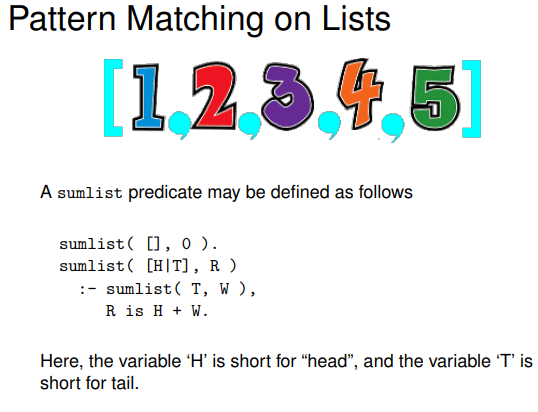 Pattern Matching on Lists
[1,2,3,4,5]
A sumlist predicate may be defined as follows
sumlist( [], 0 ).
sumlist( [H|T], R )
:- sumlist( T, W ),
R is H + W.
Here, the variable ‘H’ is short for “head”, and the variable ‘T’ is
short for tail.